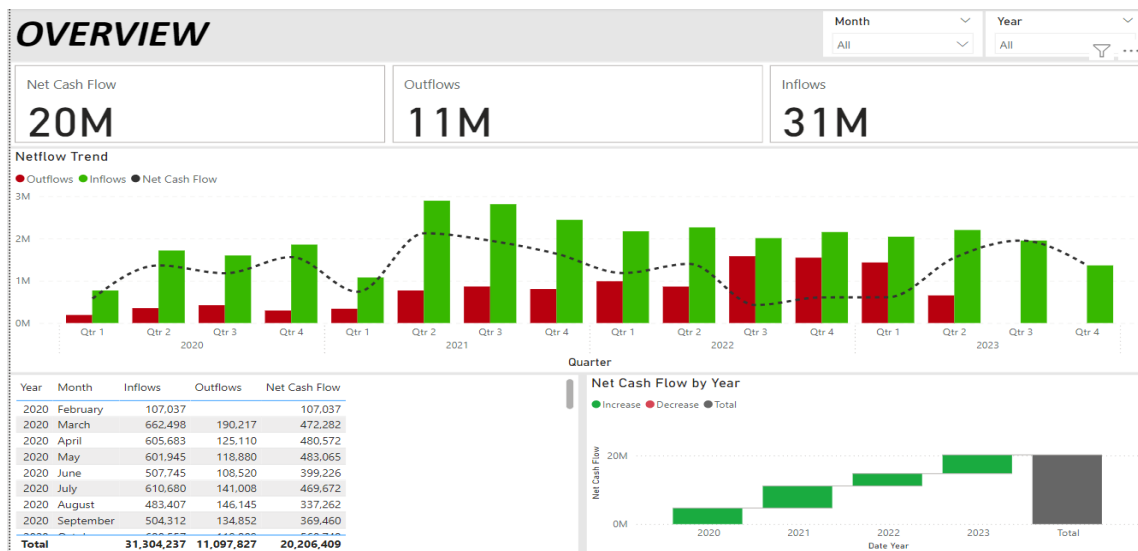 OVERVIEW
Month
All
Year
All
Net Cash Flow
20M
Outflows
11M
Inflows
31M
Netflow Trend
Outflows Inflows Net Cash Flow
3M
2M
1M
0M
Qtr 1 Qtr 2 Qtr 3 Qtr 4 Qtr 1 Qtr 2 Qtr 3 Qtr 4 Qtr 1 Qtr 2 Qtr 3 Qtr 4 Qtr 1 Qtr 2 Qtr 3 Qtr 4
2020 2021 2022 2023
Quarter
Year Month Inflows Outflows Net Cash Flow
2020 February 107,037 107,037
2020 March 662,498 190,217 472,282
2020 April 605,683 125,110 480,572
2020 May 601,945 118,880 483,065
2020 June 507,745 108,520 399,226
2020 July 610,680 141,008 469,672
2020 August 483,407 146,145 337,262
2020 September 504,312 134,852 369,460
Total 31,304,237 11,097,827 20,206,409
Net Cash Flow by Year
Increase Decrease Total
Net Cash Flow
20M
0M
2020 2021 2022 2023 Total
Date Year